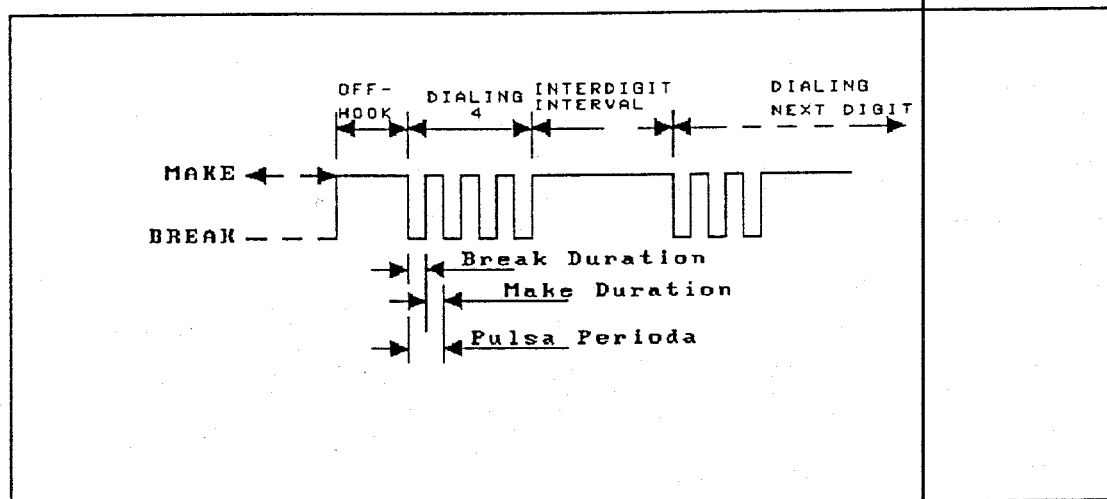 OFF-
HOOK
DIALING
4
INTERDIGIT
INTERVAL
DIALING
NEXT DIGIT
MAKE
BREAK
Break Duration
Make Duration
Pulsa Perioda